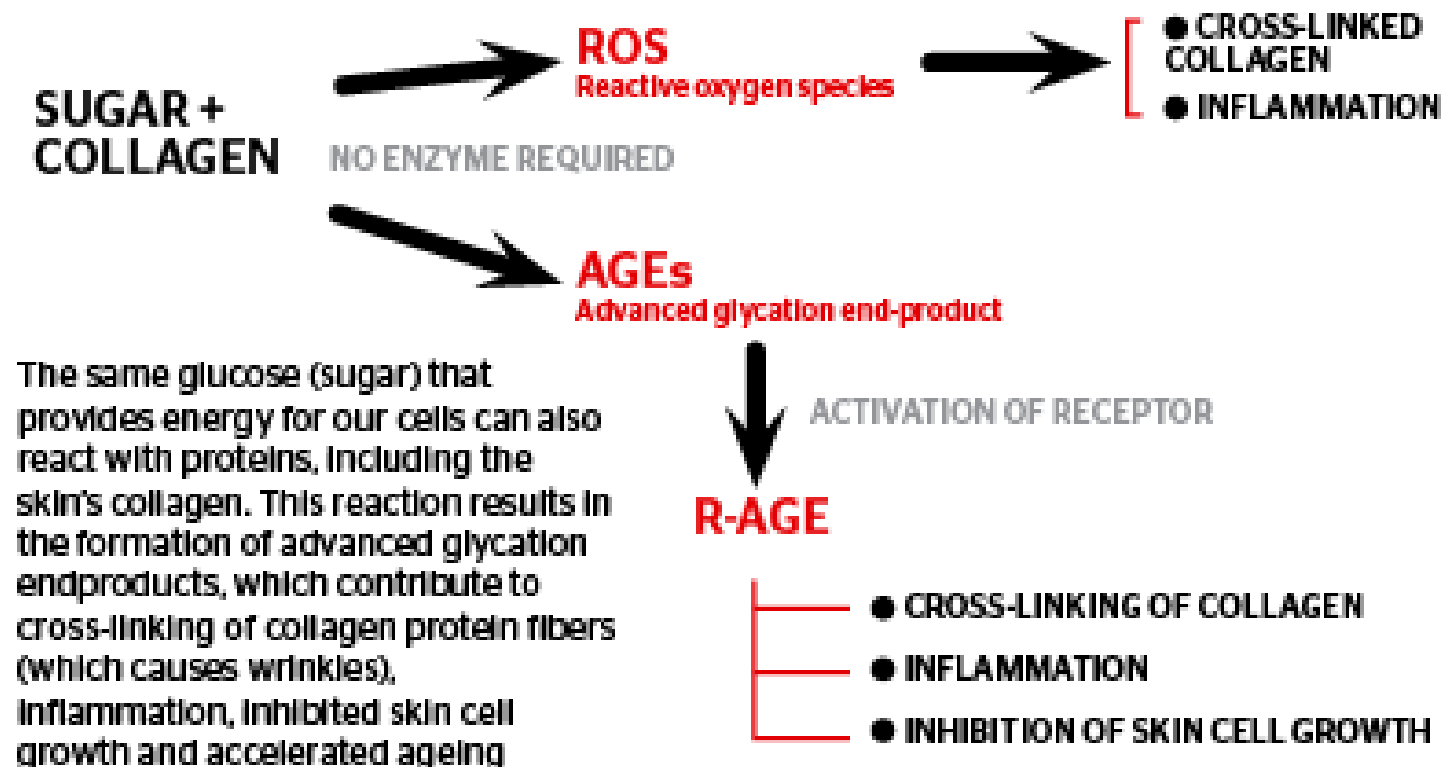 SUGAR +
COLLAGEN
NO ENZYME REQUIRED
ROS
Reactive oxygen species
● CROSS-LINKED
COLLAGEN
● INFLAMMATION
AGEs
Advanced glycation end-product
ACTIVATION OF RECEPTOR
R-AGE
● CROSS-LINKING OF COLLAGEN
● INFLAMMATION
● INHIBITION OF SKIN CELL GROWTH
The same glucose (sugar) that
provides energy for our cells can also
react with proteins, including the
skin's collagen. This reaction results in
the formation of advanced glycation
endproducts, which contribute to
cross-linking of collagen protein fibers
(which causes wrinkles),
inflammation, inhibited skin cell
growth and accelerated ageing